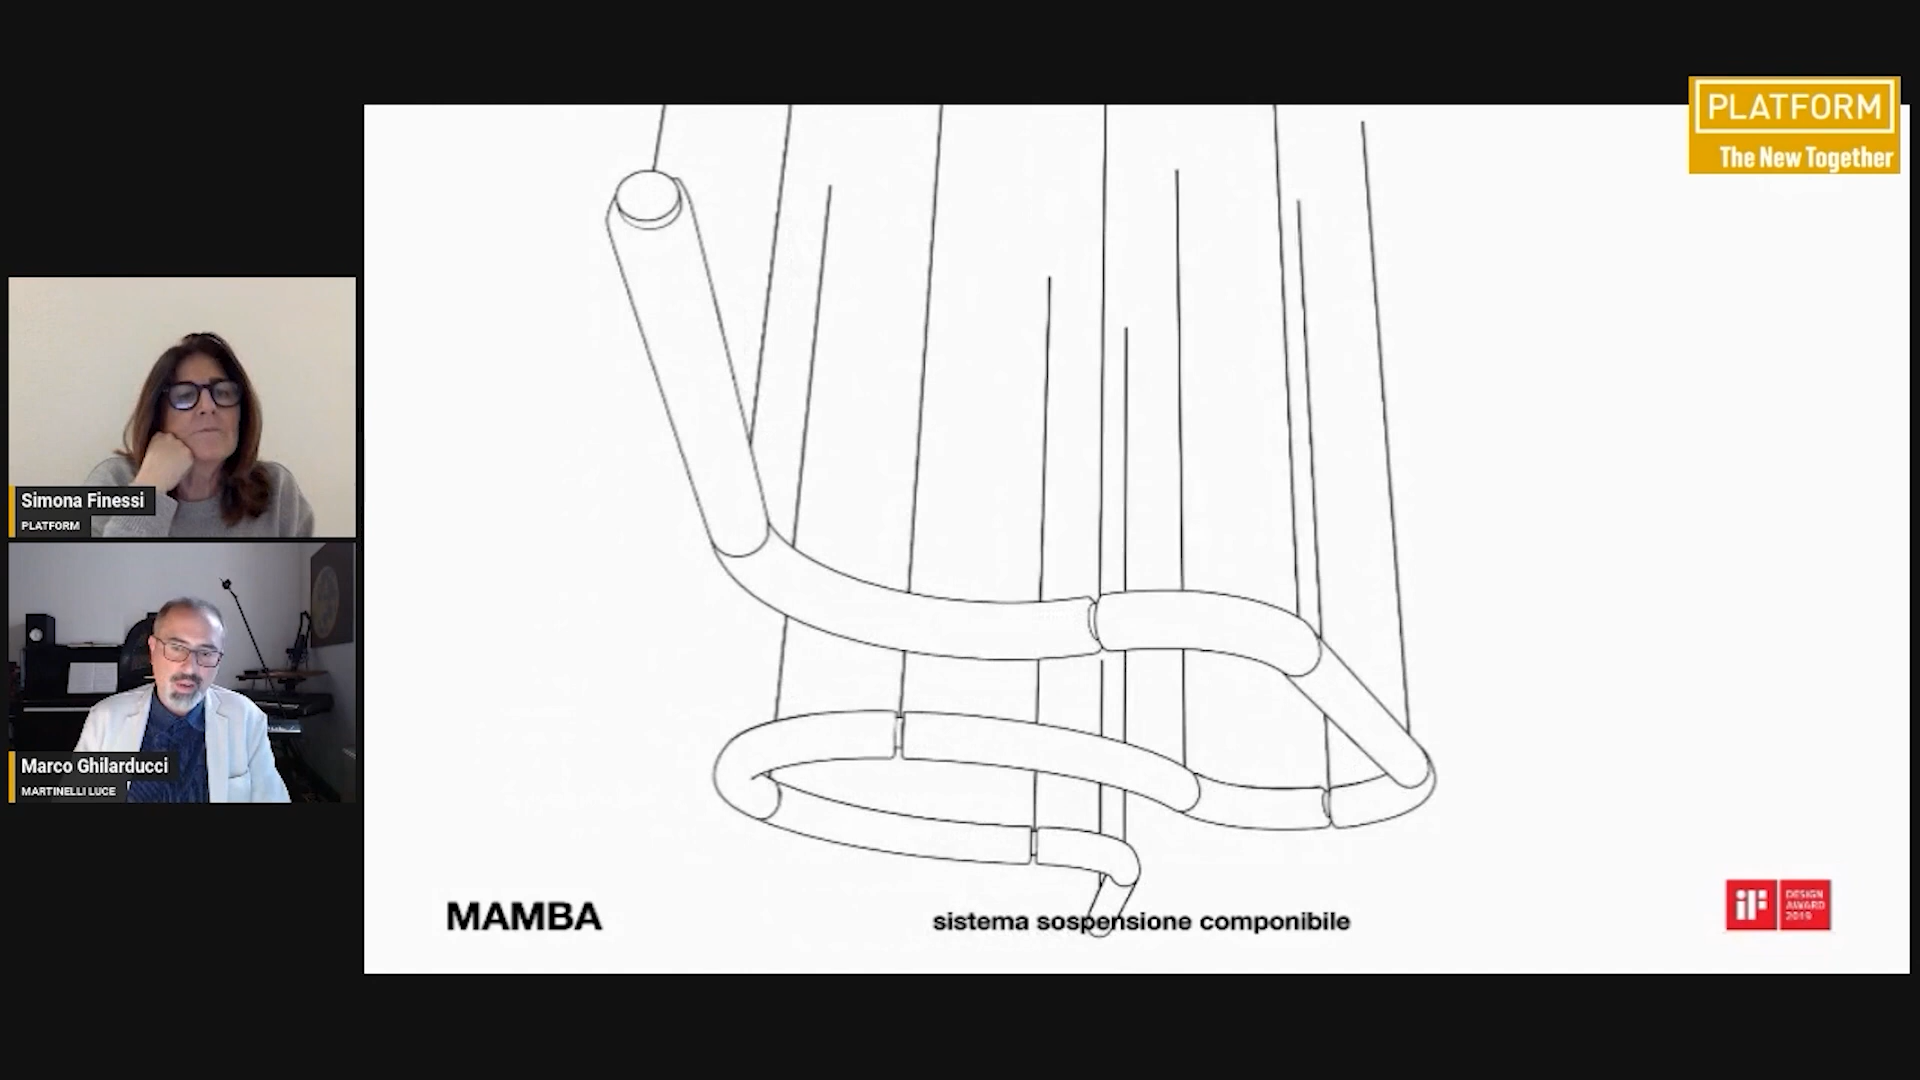 PLATFORM
The New Together
Simona Finessi
PLATFORM
Marco Ghilarducci
MARTINELLI LUCE
MAMBA
sistema sospensione componibile
iF
DESIGN
AWARD
2019